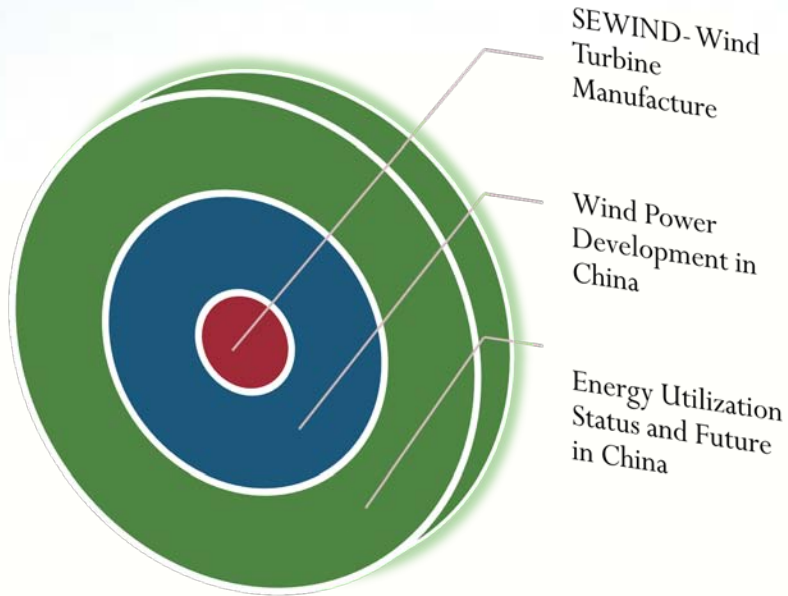 SEWIND- Wind
Turbine
Manufacture
Wind Power
Development in
China
Energy Utilization
Status and Future
in China